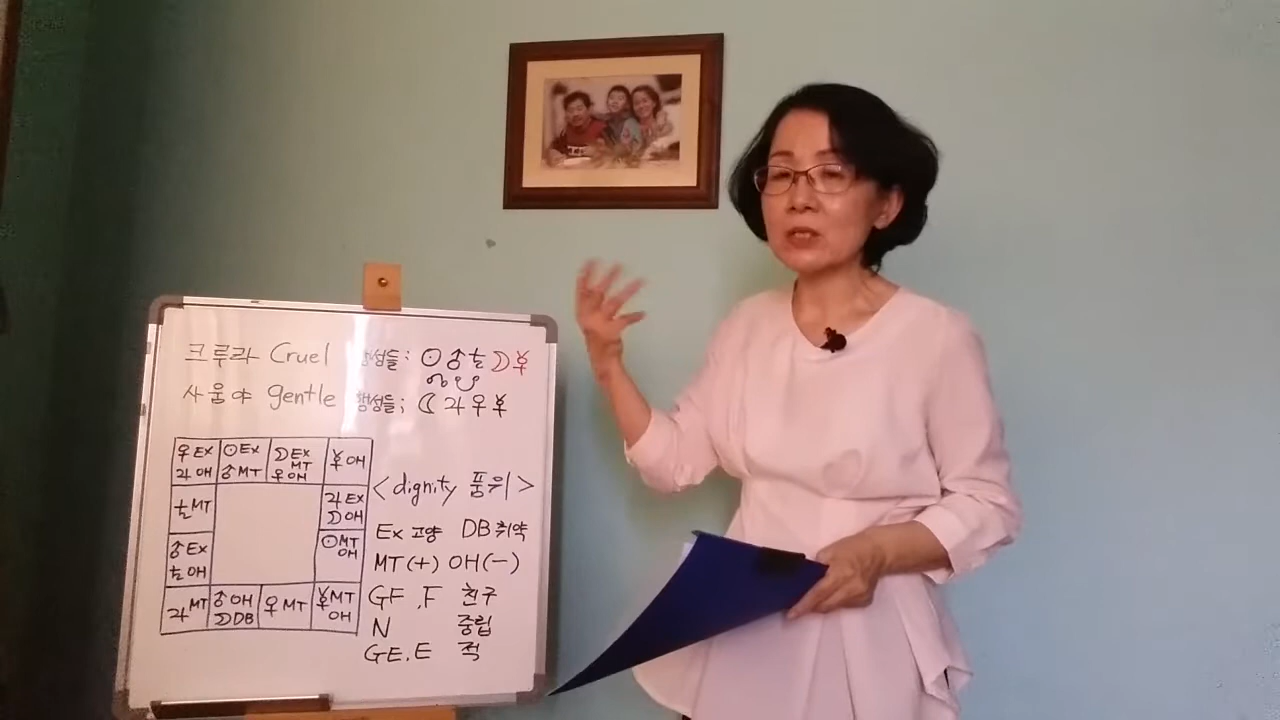 크루라 Cruel 행성들; ☉♂♄☽☿
☊☋
사움야 gentle 행성들; ☾♃♀☿
♀Ex ☉Ex ☽Ex ☿OH
♃OH ♂MT MT
♀OH
♄MT ♃Ex
☽OH
♂Ex ☉MT
♄OH OH
♃MT ♂OH ♀MT ☿MT
☽DB OH
<dignity 품위>
Ex 고양 DB 취약
MT(+) OH(-)
GF, F 친구
N 중립
GE, E 적